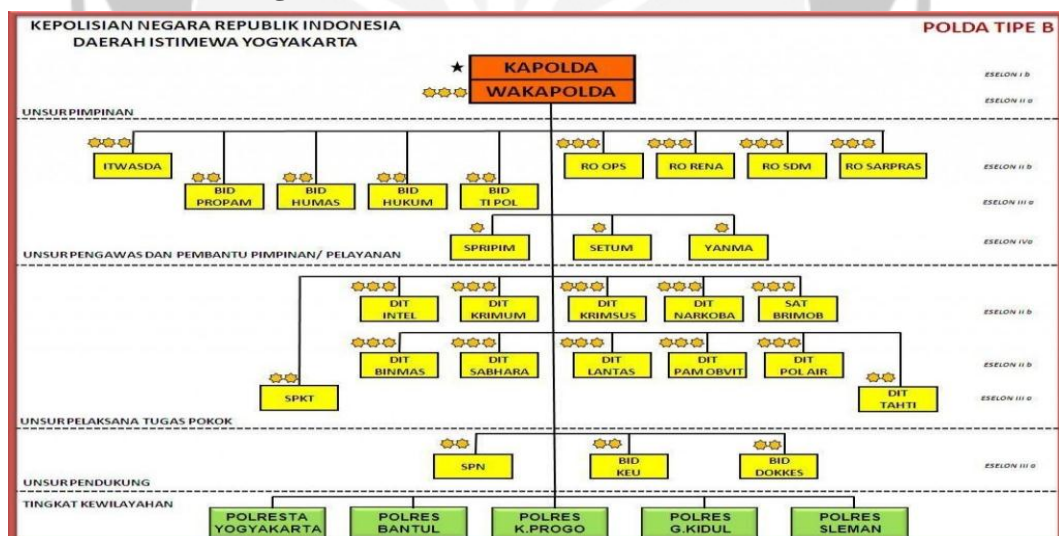 KEPOLISIAN NEGARA REPUBLIK INDONESIA
DAERAH ISTIMEWA YOGYAKARTA
POLDA TIPE B
KAPOLDA
WAKAPOLDA
ESELON I b
ESELON II a
UNSUR PIMPINAN
ITWASDA
RO OPS
RO RENA
RO SDM
RO SARPRAS
ESELON II b
BID
PROPAM
BID
HUMAS
BID
HUKUM
BID
TI POL
ESELON III a
SPRIPIM
SETUM
YANMA
ESELON IVa
UNSUR PENGAWAS DAN PEMBANTU PIMPINAN/ PELAYANAN
DIT
INTEL
DIT
KRIMUM
DIT
KRIMSUS
DIT
NARKOBA
SAT
BRIMOB
ESELON II b
DIT
BINMAS
DIT
SABHARA
DIT
LANTAS
DIT
PAM OBVIT
DIT
POL AIR
ESELON II b
SPKT
DIT
TAHTI
ESELON III a
UNSUR PELAKSANA TUGAS POKOK
SPN
BID
KEU
BID
DOKKES
ESELON III a
UNSUR PENDUKUNG
TINGKAT KEWILAYAHAN
POLRESTA
YOGYAKARTA
POLRES
BANTUL
POLRES
K.PROGO
POLRES
G.KIDUL
POLRES
SLEMAN